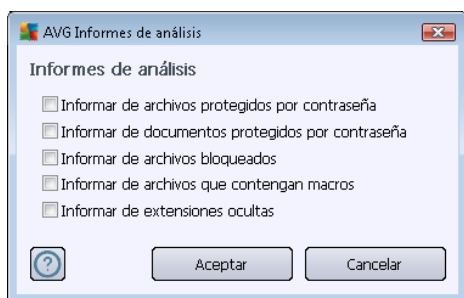 AVG Informes de análisis
Informes de análisis
Informar de archivos protegidos por contraseña
Informar de documentos protegidos por contraseña
Informar de archivos bloqueados
Informar de archivos que contengan macros
Informar de extensiones ocultas
?
Aceptar
Cancelar